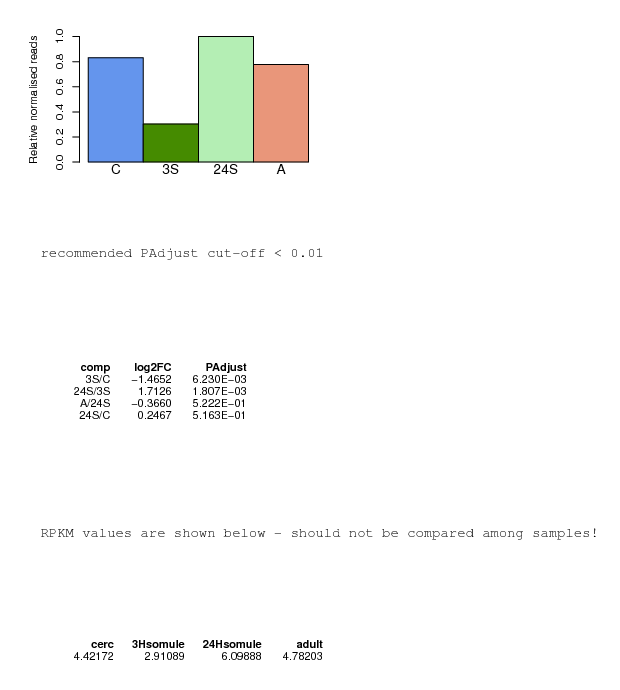 Relative normalised reads
1.0
0.8
0.6
0.4
0.2
0.0
C 3S 24S A
recommended PAdjust cut-off < 0.01
comp log2FC PAdjust
3S/C −1.4652 6.230E−03
24S/3S 1.7126 1.807E−03
A/24S −0.3660 5.222E−01
24S/C 0.2467 5.163E−01
RPKM values are shown below - should not be compared among samples!
cerc 3Hsomule 24Hsomule adult
4.42172 2.91089 6.09888 4.78203